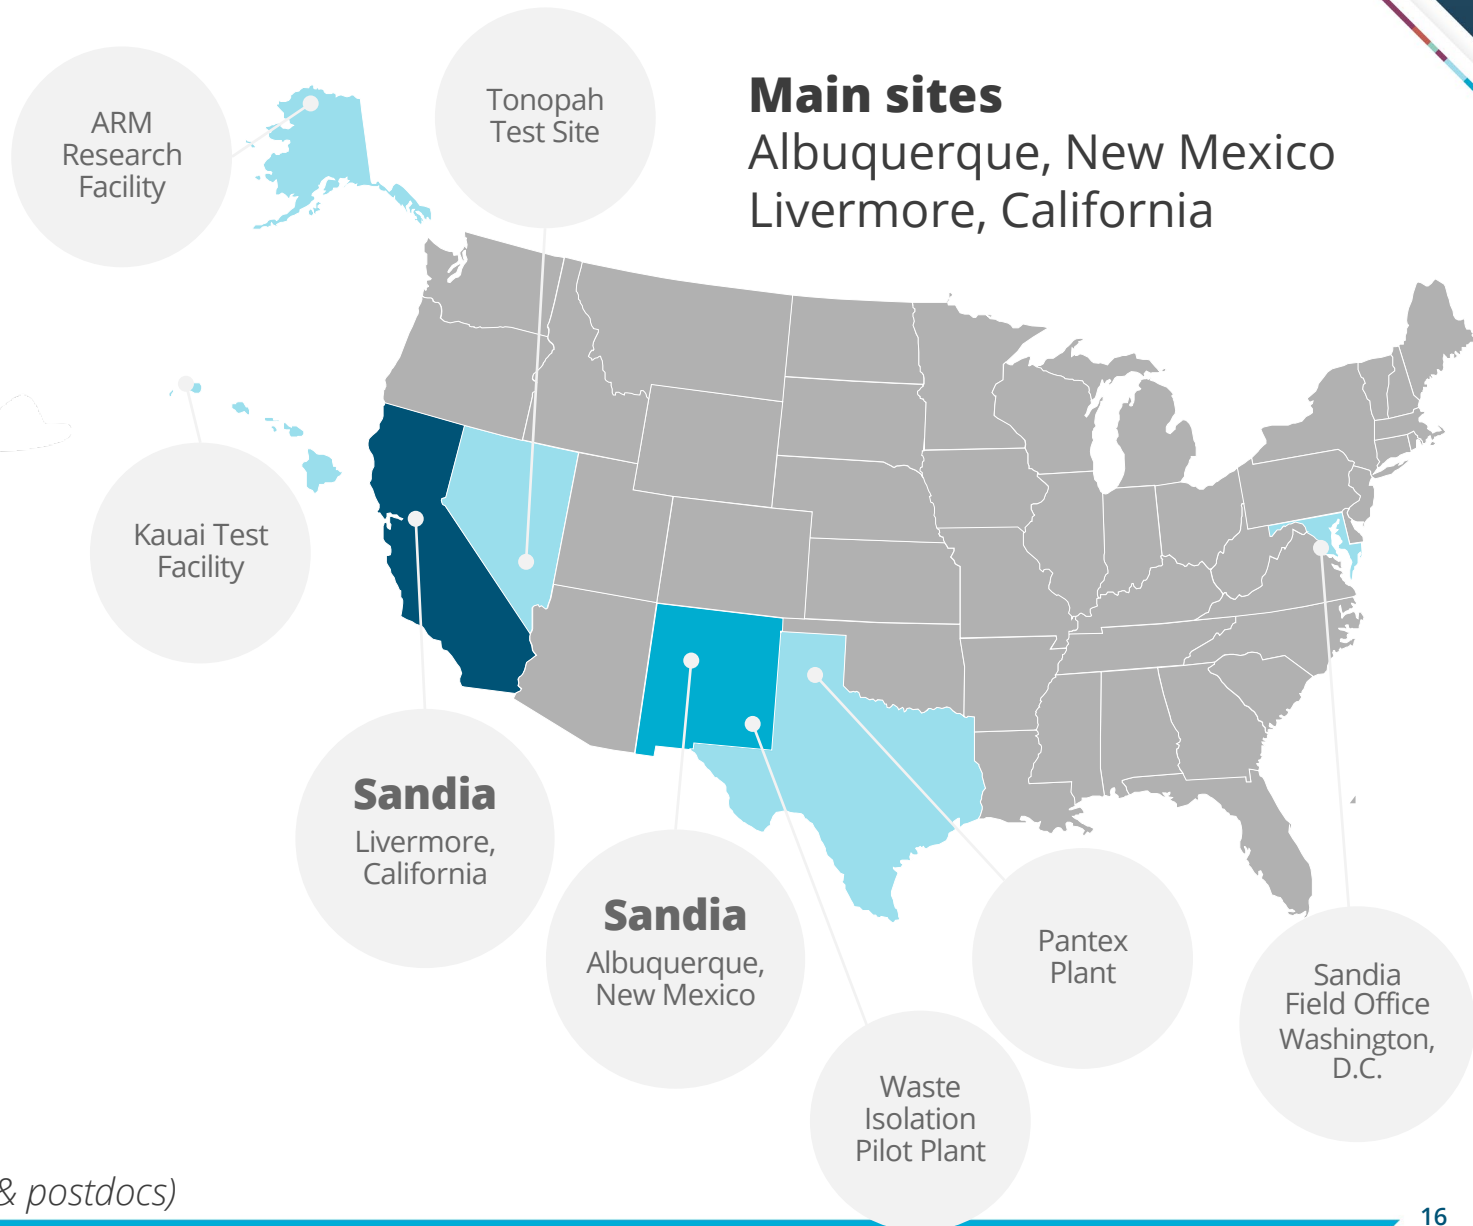 Main sites
Albuquerque, New Mexico
Livermore, California
ARM
Research
Facility
Tonopah
Test Site
Kauai Test
Facility
Sandia
Livermore,
California
Sandia
Albuquerque,
New Mexico
Waste
Isolation
Pilot Plant
Pantex
Plant
Sandia
Field Office
Washington,
D.C.
& postdocs)
16